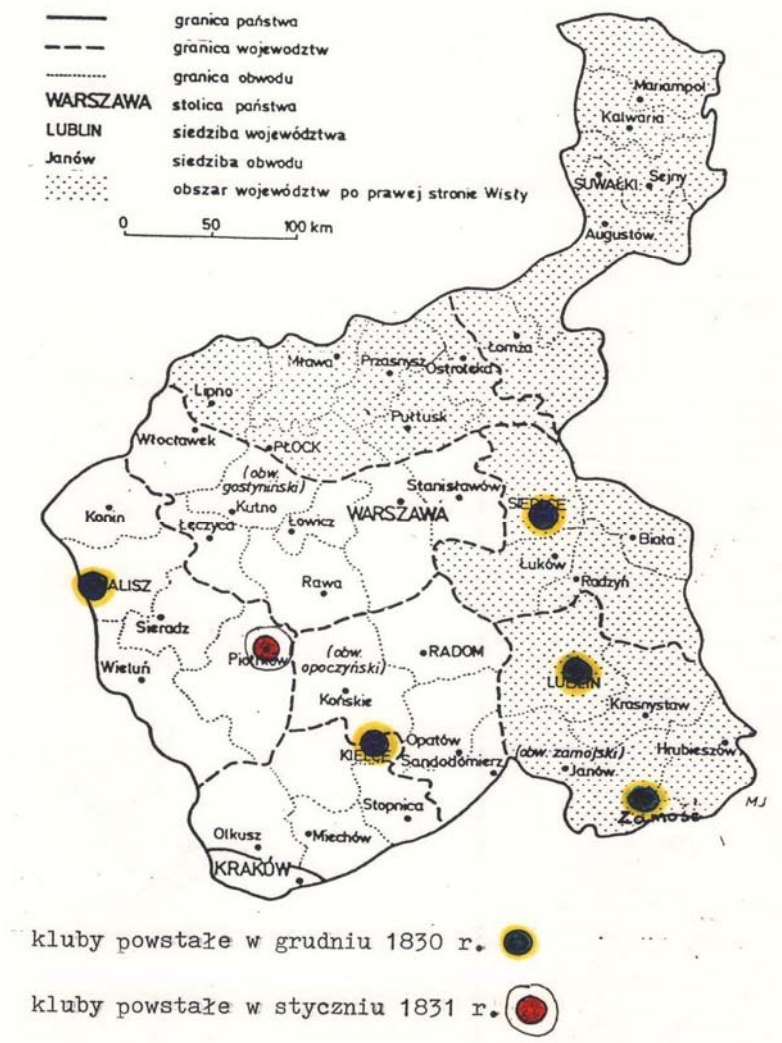 granica państwa
granica województw
granica obwodu
WARSZAWA stolica państwa
LUBLIN siedziba województwa
Janów siedziba obwodu
obszar województw po prawej stronie Wisły
0 50 100 km
Mariampol
Kalwaria
SUWAŁKI
Sejny
Augustów
Łomża
Mława
Przasnysz
Ostrołęka
Lipno
Pułtusk
Włocławek
PŁOCK
(obw. gostyniński)
Stanisławów
Konin
Kutno
WARSZAWA
SIEDLCE
Łęczyca
Łowicz
Biała
Łuków
Radzyń
KALISZ
Rawa
Sieradz
Piotrków
(obw. opoczyński)
RADOM
Wieluń
LUBLIN
Końskie
Krasnystaw
KIELCE
Opatów
(obw. zamojski)
Hrubieszów
Sandodomierz
Janów
Stopnica
Zamość
MJ
Olkusz
Miechów
KRAKÓW
kluby powstałe w grudniu 1830 r.
kluby powstałe w styczniu 1831 r.